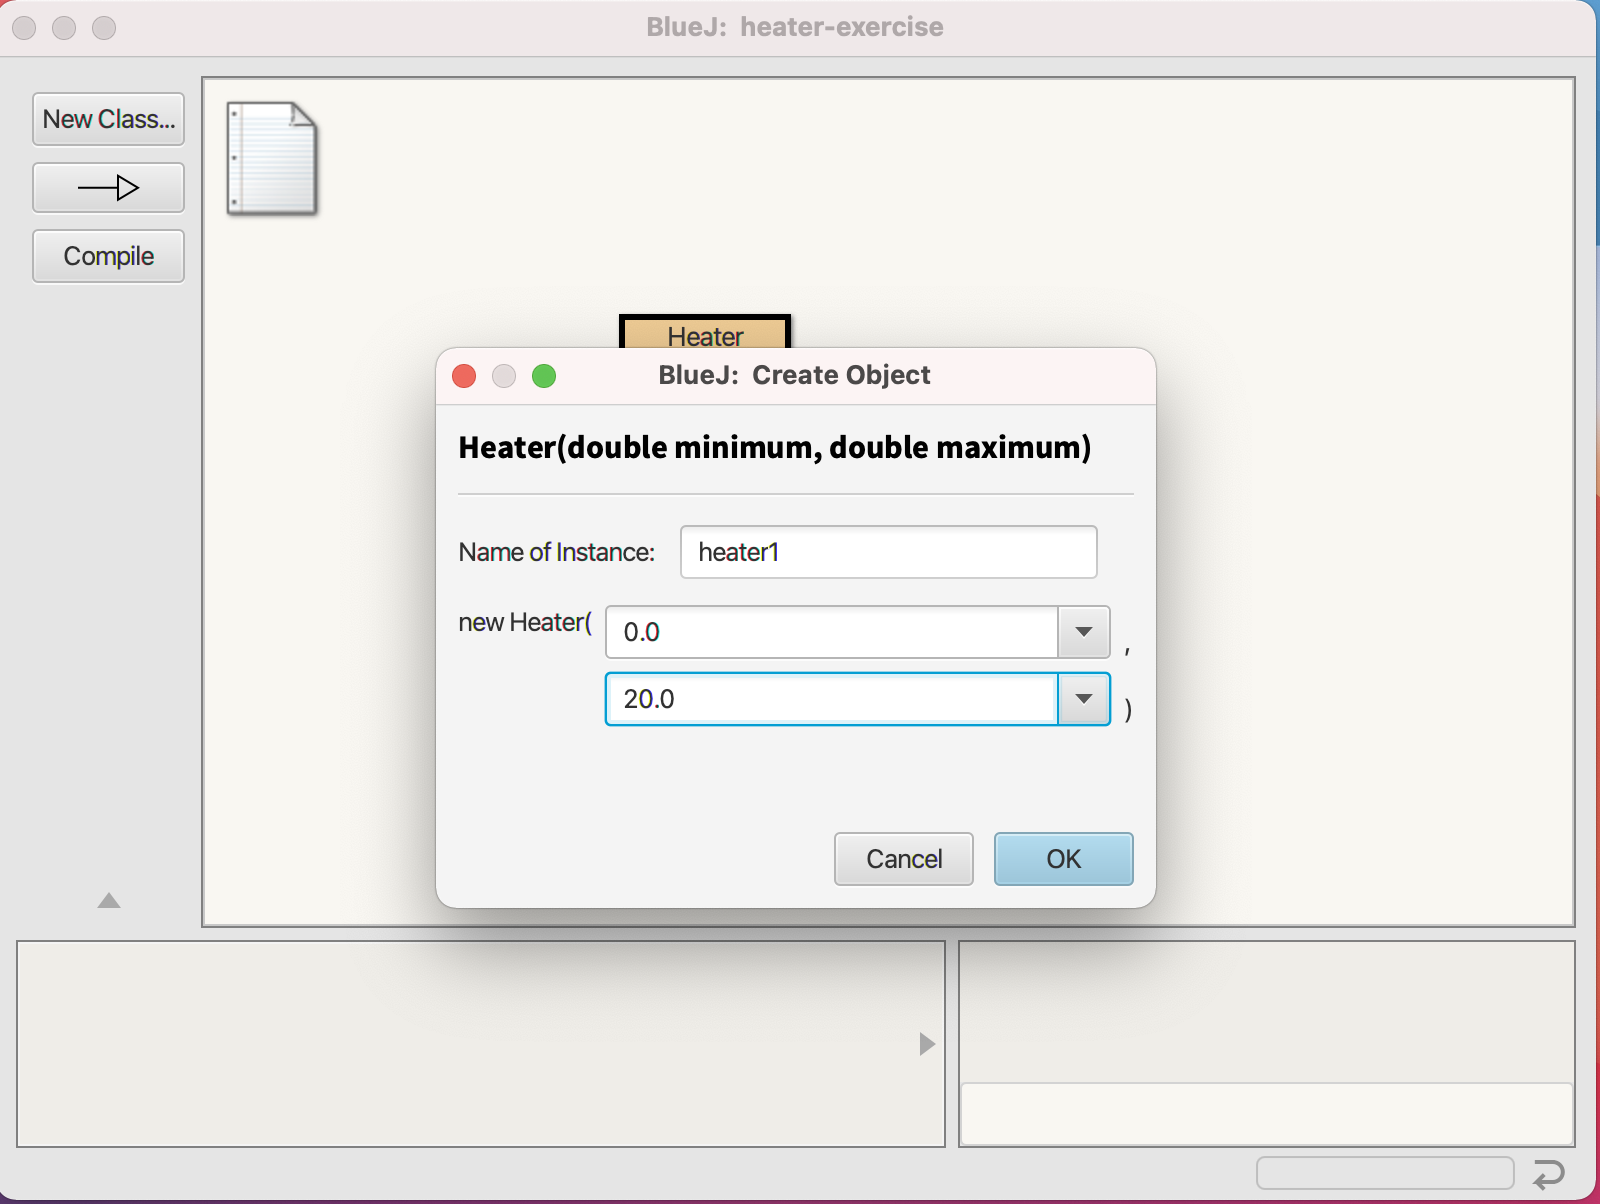 BlueJ: heater-exercise
New Class...
Compile
Heater
BlueJ: Create Object
Heater(double minimum, double maximum)
Name of Instance: heater1
new Heater( 0.0 ,
20.0 )
Cancel OK